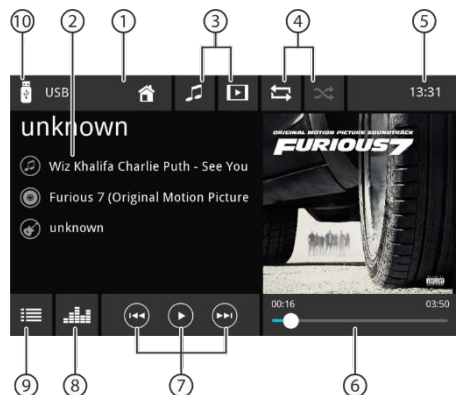 10 1 2 3 4 5
USB 13:31
unknown
Wiz Khalifa Charlie Puth - See You
Furious 7 (Original Motion Picture
unknown
ORIGINAL MOTION PICTURE SOUNDTRACK
FURIOUS 7
00:16 03:50
9 8 7 6